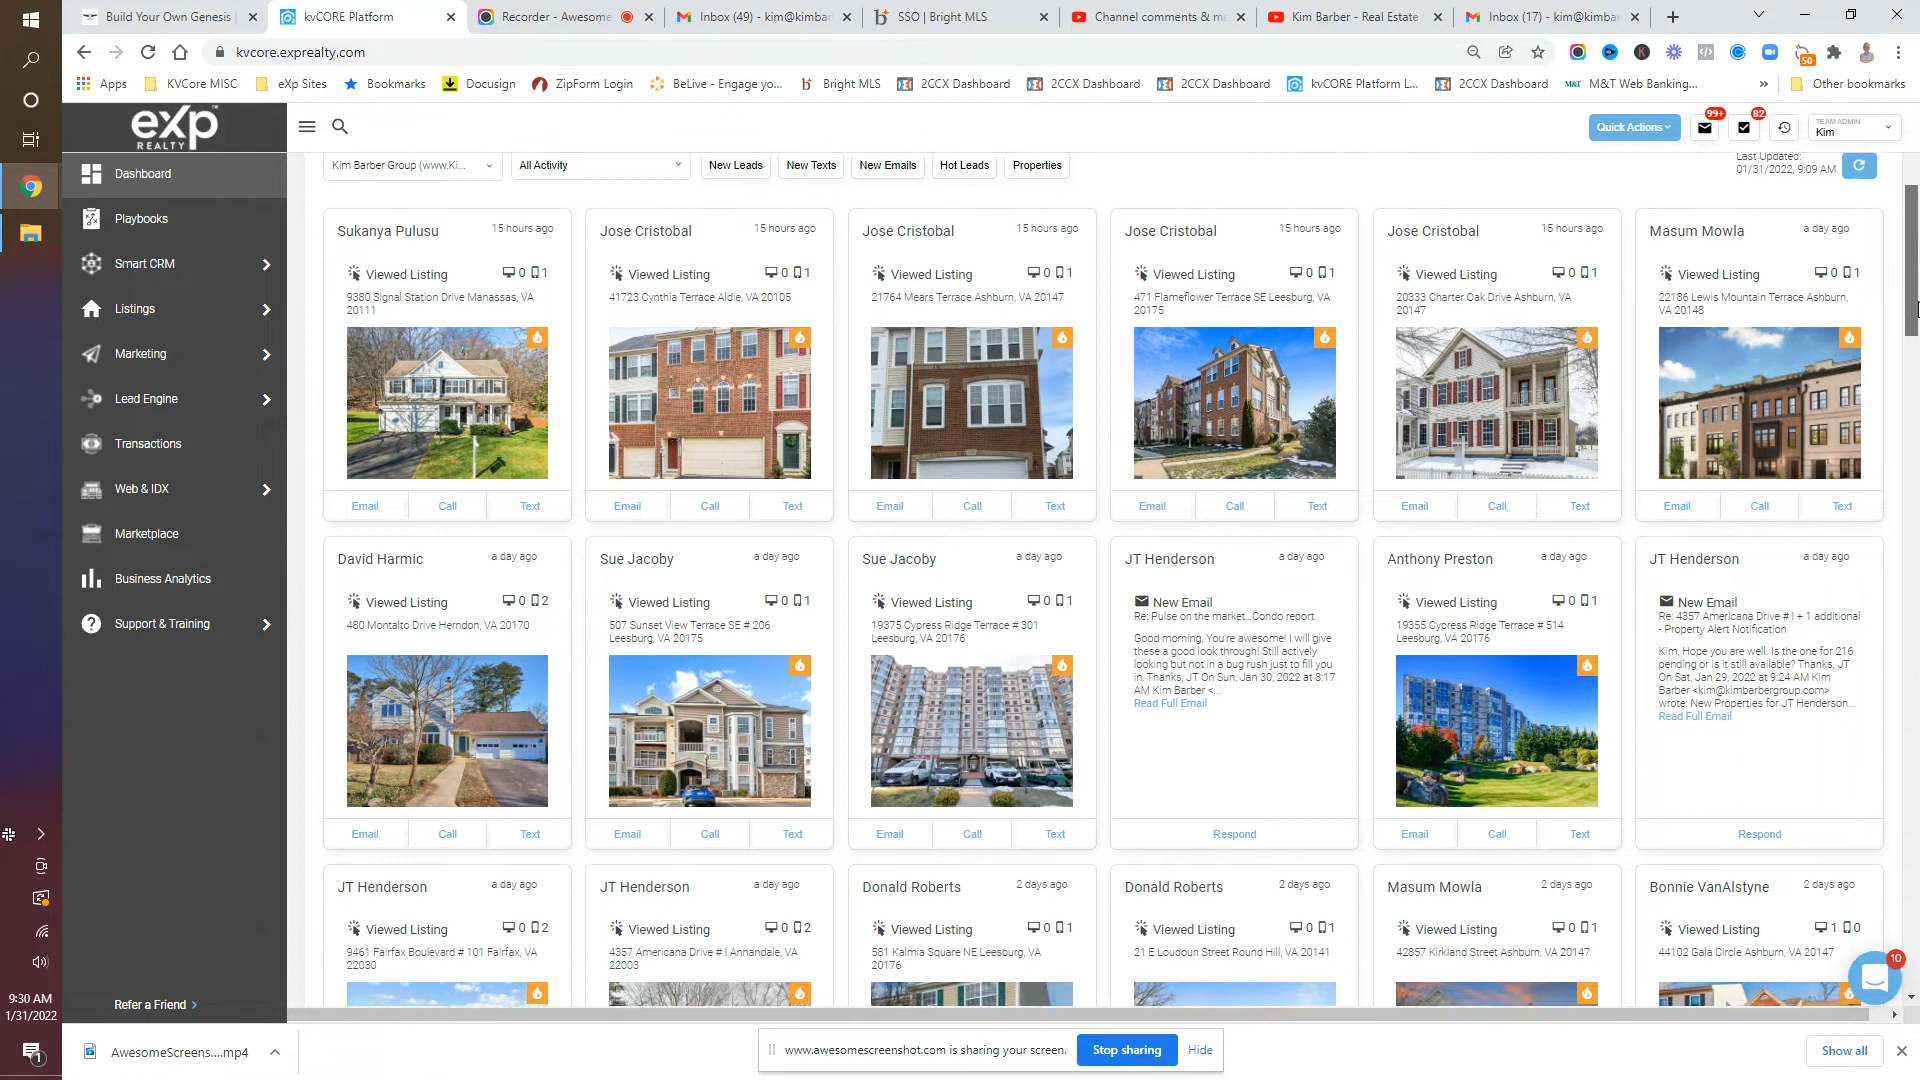 Build Your Own Genesis |
kvCORE Platform
Recorder - Awesome
Inbox (49) - kim@kimbar
SSO | Bright MLS
Channel comments & me
Kim Barber - Real Estate
Inbox (17) - kim@kimbar
kvcore.exprealty.com
50
Apps
KVCore MISC
eXp Sites
Bookmarks
Docusign
ZipForm Login
BeLive - Engage yo...
Bright MLS
2CCX Dashboard
2CCX Dashboard
2CCX Dashboard
kvCORE Platform L...
2CCX Dashboard
M&T
M&T Web Banking...
»
Other bookmarks
eXp
REALTY
Quick Actions
99+
82
TEAM ADMIN
Kim
Dashboard
Playbooks
Smart CRM
Listings
Marketing
Lead Engine
Transactions
Web & IDX
Marketplace
Business Analytics
Support & Training
Refer a Friend >
Kim Barber Group (www.Ki...
All Activity
New Leads
New Texts
New Emails
Hot Leads
Properties
Last Updated:
01/31/2022, 9:09 AM
Sukanya Pulusu
15 hours ago
Viewed Listing
0 1
9380 Signal Station Drive Manassas, VA
20111
Email
Call
Text
Jose Cristobal
15 hours ago
Viewed Listing
0 1
41723 Cynthia Terrace Aldie, VA 20105
Email
Call
Text
Jose Cristobal
15 hours ago
Viewed Listing
0 1
21764 Mears Terrace Ashburn, VA 20147
Email
Call
Text
Jose Cristobal
15 hours ago
Viewed Listing
0 1
471 Flameflower Terrace SE Leesburg, VA
20175
Email
Call
Text
Jose Cristobal
15 hours ago
Viewed Listing
0 1
20333 Charter Oak Drive Ashburn, VA
20147
Email
Call
Text
Masum Mowla
a day ago
Viewed Listing
0 1
22186 Lewis Mountain Terrace Ashburn,
VA 20148
Email
Call
Text
David Harmic
a day ago
Viewed Listing
0 2
480 Montalto Drive Herndon, VA 20170
Email
Call
Text
Sue Jacoby
a day ago
Viewed Listing
0 1
507 Sunset View Terrace SE # 206
Leesburg, VA 20175
Email
Call
Text
Sue Jacoby
a day ago
Viewed Listing
0 1
19375 Cypress Ridge Terrace # 301
Leesburg, VA 20176
Email
Call
Text
JT Henderson
a day ago
New Email
Re: Pulse on the market...Condo report
Good morning, You're awesome! I will give
these a good look through! Still actively
looking but not in a bug rush just to fill you
in, Thanks, JT On Sun, Jan 30, 2022 at 8:17
AM Kim Barber <...
Read Full Email
Respond
Anthony Preston
a day ago
Viewed Listing
0 1
19355 Cypress Ridge Terrace # 514
Leesburg, VA 20176
Email
Call
Text
JT Henderson
a day ago
New Email
Re: 4357 Americana Drive # I + 1 additional
- Property Alert Notification
Kim, Hope you are well. Is the one for 216
pending or is it still available? Thanks, JT
On Sat, Jan 29, 2022 at 9:24 AM Kim
Barber <kim@kimbarbergroup.com>
wrote: New Properties for JT Henderson...
Read Full Email
Respond
JT Henderson
a day ago
Viewed Listing
0 2
9461 Fairfax Boulevard # 101 Fairfax, VA
22030
JT Henderson
a day ago
Viewed Listing
0 2
4357 Americana Drive # I Annandale, VA
22003
Donald Roberts
2 days ago
Viewed Listing
0 1
581 Kalmia Square NE Leesburg, VA
20176
Donald Roberts
2 days ago
Viewed Listing
0 1
21 E Loudoun Street Round Hill, VA 20141
Masum Mowla
2 days ago
Viewed Listing
0 1
42857 Kirkland Street Ashburn, VA 20147
Bonnie VanAlstyne
2 days ago
Viewed Listing
1 0
44102 Gala Circle Ashburn, VA 20147
10
9:30 AM
1/31/2022
1
AwesomeScreens....mp4
www.awesomescreenshot.com is sharing your screen.
Stop sharing
Hide
Show all